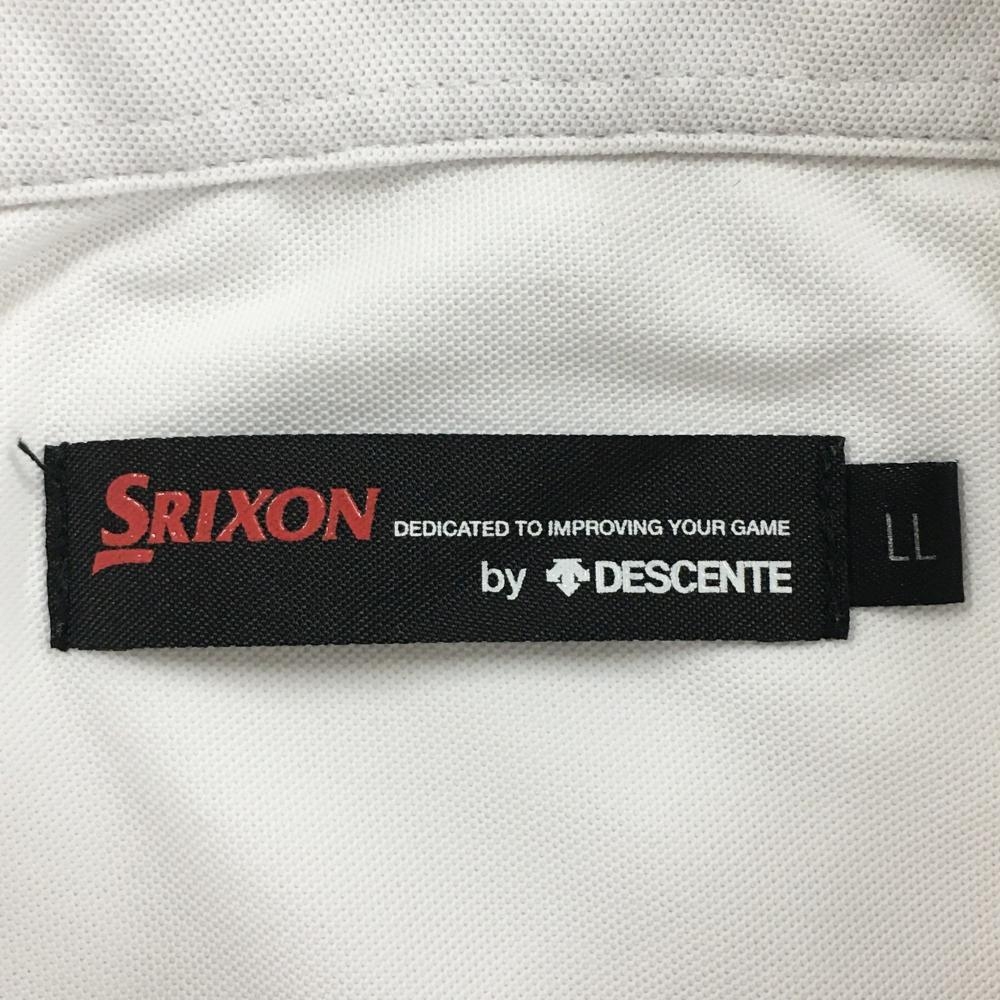 SRIXON DEDICATED TO IMPROVING YOUR GAME
by DESCENTE
LL